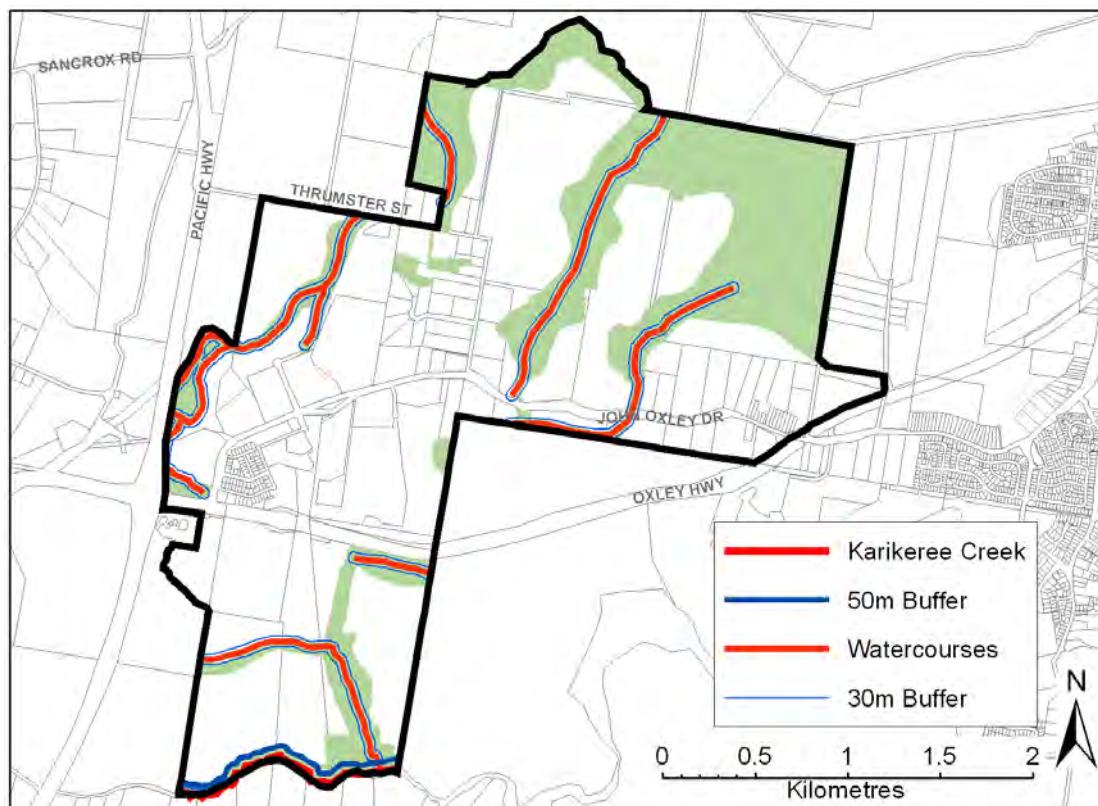 SANCROX RD
PACIFIC HWY
THRUMSTER ST
JOHN OXLEY DR
OXLEY HWY
Karikeree Creek
50m Buffer
Watercourses
30m Buffer
N
0 0.5 1 1.5 2
Kilometres